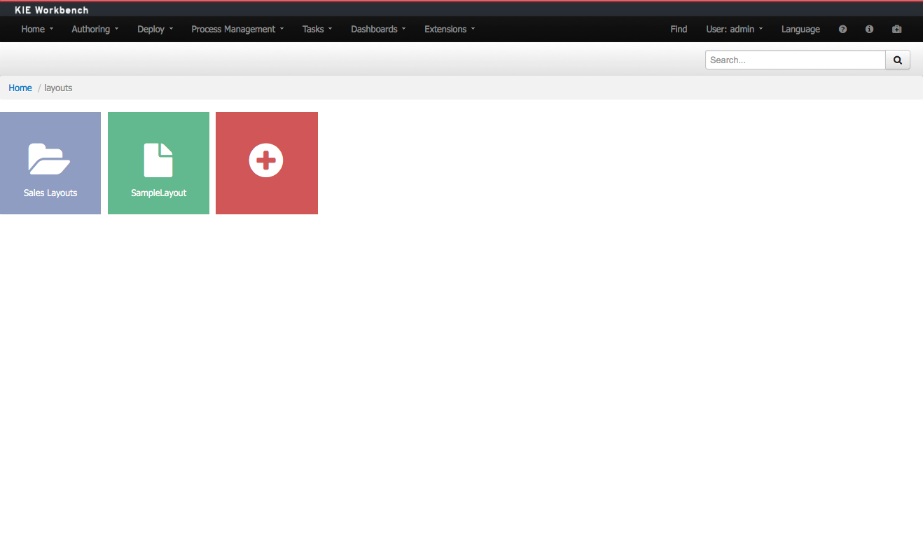 KIE Workbench
Home Authoring Deploy Process Management Tasks Dashboards Extensions Find User: admin Language
Search...
Home / layouts
Sales Layouts SampleLayout